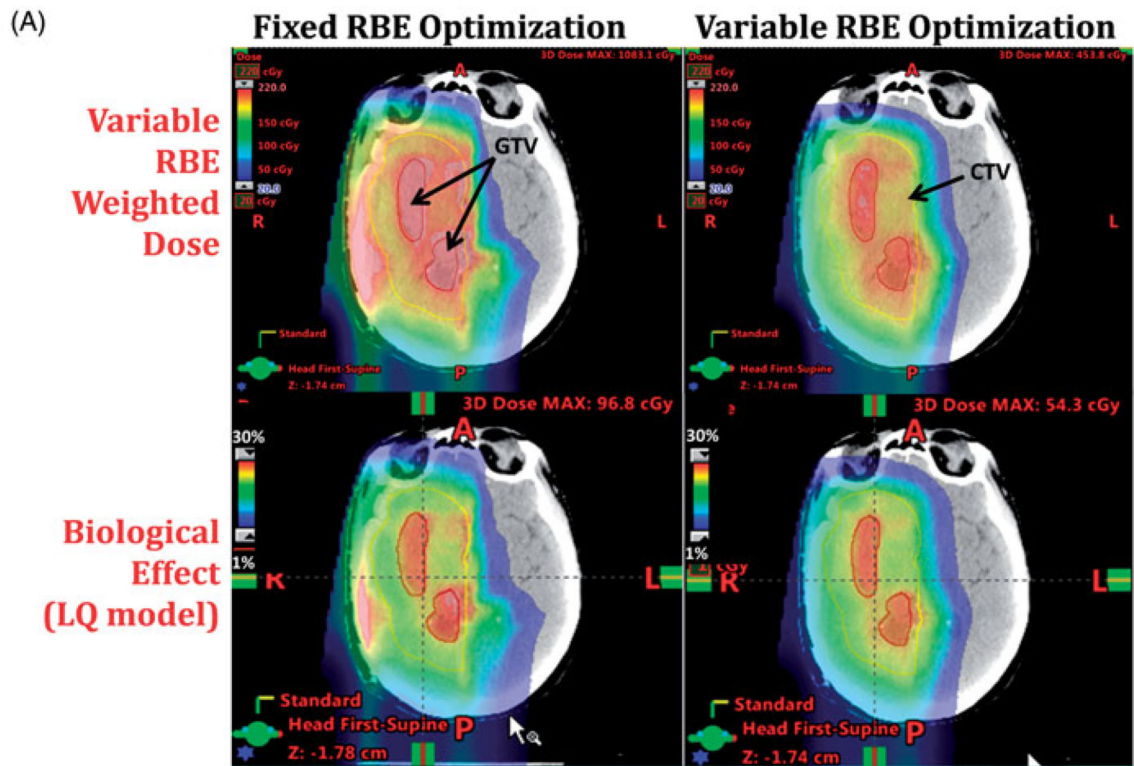 (A)
Fixed RBE Optimization
Variable RBE Optimization
Variable
RBE
Weighted
Dose
Dose
220 cGy
220.0
150 cGy
100 cGy
50 cGy
20.0
20 cGy
3D Dose MAX: 1083.1 cGy
A
GTV
R
L
Standard
Head First-Supine
Z: -1.74 cm
P
Dose
220 cGy
220.0
150 cGy
100 cGy
50 cGy
20.0
20 cGy
3D Dose MAX: 453.8 cGy
A
CTV
R
L
Standard
Head First-Supine
Z: -1.74 cm
P
Biological
Effect
(LQ model)
3D Dose MAX: 96.8 cGy
30%
1%
A
R
L
Standard
Head First-Supine
Z: -1.78 cm
P
3D Dose MAX: 54.3 cGy
30%
1%
cGy
A
R
L
Standard
Head First-Supine
Z: -1.74 cm
P